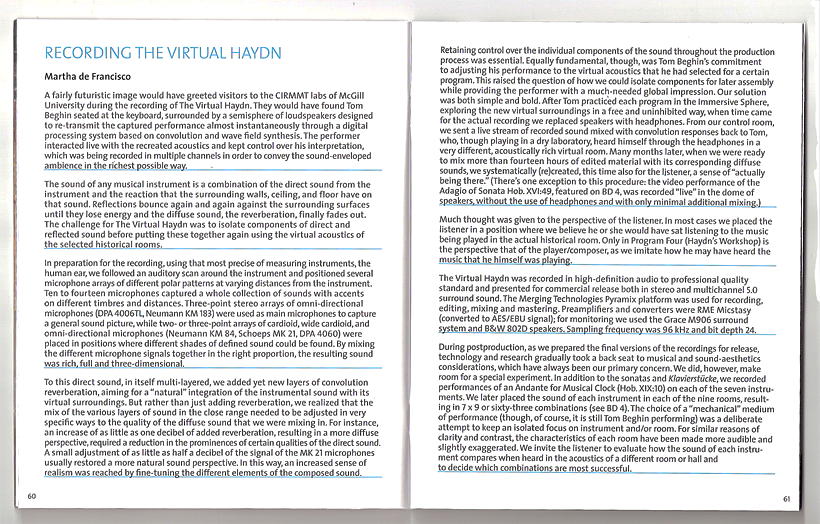 RECORDING THE VIRTUAL HAYDN
Martha de Francisco
A fairly futuristic image would have greeted visitors to the CIRMMT labs of McGill
University during the recording of The Virtual Haydn. They would have found Tom
Beghin seated at the keyboard, surrounded by a semisphere of loudspeakers designed
to re-transmit the captured performance almost instantaneously through a digital
processing system based on convolution and wave field synthesis. The performer
interacted live with the recreated acoustics and kept control over his interpretation,
which was being recorded in multiple channels in order to convey the sound-enveloped
ambience in the richest possible way.
The sound of any musical instrument is a combination of the direct sound from the
instrument and the reaction that the surrounding walls, ceiling, and floor have on
that sound. Reflections bounce again and again against the surrounding surfaces
until they lose energy and the diffuse sound, the reverberation, finally fades out.
The challenge for The Virtual Haydn was to isolate components of direct and
reflected sound before putting these together again using the virtual acoustics of
the selected historical rooms.
In preparation for the recording, using that most precise of measuring instruments, the
human ear, we followed an auditory scan around the instrument and positioned several
microphone arrays of different polar patterns at varying distances from the instrument.
Ten to fourteen microphones captured a whole collection of sounds with accents
on different timbres and distances. Three-point stereo arrays of omni-directional
microphones (DPA 4006TL, Neumann KM 183) were used as main microphones to capture
a general sound picture, while two- or three-point arrays of cardioid, wide cardioid, and
omni-directional microphones (Neumann KM 84, Schoeps MK 21, DPA 4060) were
placed in positions where different shades of defined sound could be found. By mixing
the different microphone signals together in the right proportion, the resulting sound
was rich, full and three-dimensional.
To this direct sound, in itself multi-layered, we added yet new layers of convolution
reverberation, aiming for a "natural" integration of the instrumental sound with its
virtual surroundings. But rather than just adding reverberation, we realized that the
mix of the various layers of sound in the close range needed to be adjusted in very
specific ways to the quality of the diffuse sound that we were mixing in. For instance,
an increase of as little as one decibel of added reverberation, resulting in a more diffuse
perspective, required a reduction in the prominences of certain qualities of the direct sound.
A small adjustment of as little as half a decibel of the signal of the MK 21 microphones
usually restored a more natural sound perspective. In this way, an increased sense of
realism was reached by fine-tuning the different elements of the composed sound.
60
Retaining control over the individual components of the sound throughout the production
process was essential. Equally fundamental, though, was Tom Beghin's commitment
to adjusting his performance to the virtual acoustics that he had selected for a certain
program. This raised the question of how we could isolate components for later assembly
while providing the performer with a much-needed global impression. Our solution
was both simple and bold. After Tom practiced each program in the Immersive Sphere,
exploring the new virtual surroundings in a free and uninhibited way, when time came
for the actual recording we replaced speakers with headphones. From our control room,
we sent a live stream of recorded sound mixed with convolution responses back to Tom,
who, though playing in a dry laboratory, heard himself through the headphones in a
very different, acoustically rich virtual room. Many months later, when we were ready
to mix more than fourteen hours of edited material with its corresponding diffuse
sounds, we systematically (re)created, this time also for the listener, a sense of "actually
being there." (There's one exception to this procedure: the video performance of the
Adagio of Sonata Hob. XVI:49, featured on BD 4, was recorded "live" in the dome of
speakers, without the use of headphones and with only minimal additional mixing.)
Much thought was given to the perspective of the listener. In most cases we placed the
listener in a position where we believe he or she would have sat listening to the music
being played in the actual historical room. Only in Program Four (Haydn's Workshop) is
the perspective that of the player/composer, as we imitate how he may have heard the
music that he himself was playing.
The Virtual Haydn was recorded in high-definition audio to professional quality
standard and presented for commercial release both in stereo and multichannel 5.0
surround sound. The Merging Technologies Pyramix platform was used for recording,
editing, mixing and mastering. Preamplifiers and converters were RME Micstasy
(converted to AES/EBU signal); for monitoring we used the Grace M906 surround
system and B&W 802D speakers. Sampling frequency was 96 kHz and bit depth 24.
During postproduction, as we prepared the final versions of the recordings for release,
technology and research gradually took a back seat to musical and sound-aesthetics
considerations, which have always been our primary concern. We did, however, make
room for a special experiment. In addition to the sonatas and Klavierstücke, we recorded
performances of an Andante for Musical Clock (Hob. XIX:10) on each of the seven instru-
ments. We later placed the sound of each instrument in each of the nine rooms, result-
ing in 7 x 9 or sixty-three combinations (see BD 4). The choice of a "mechanical" medium
of performance (though, of course, it is still Tom Beghin performing) was a deliberate
attempt to keep an isolated focus on instrument and/or room. For similar reasons of
clarity and contrast, the characteristics of each room have been made more audible and
slightly exaggerated. We invite the listener to evaluate how the sound of each instru-
ment compares when heard in the acoustics of a different room or hall and
to decide which combinations are most successful.
61